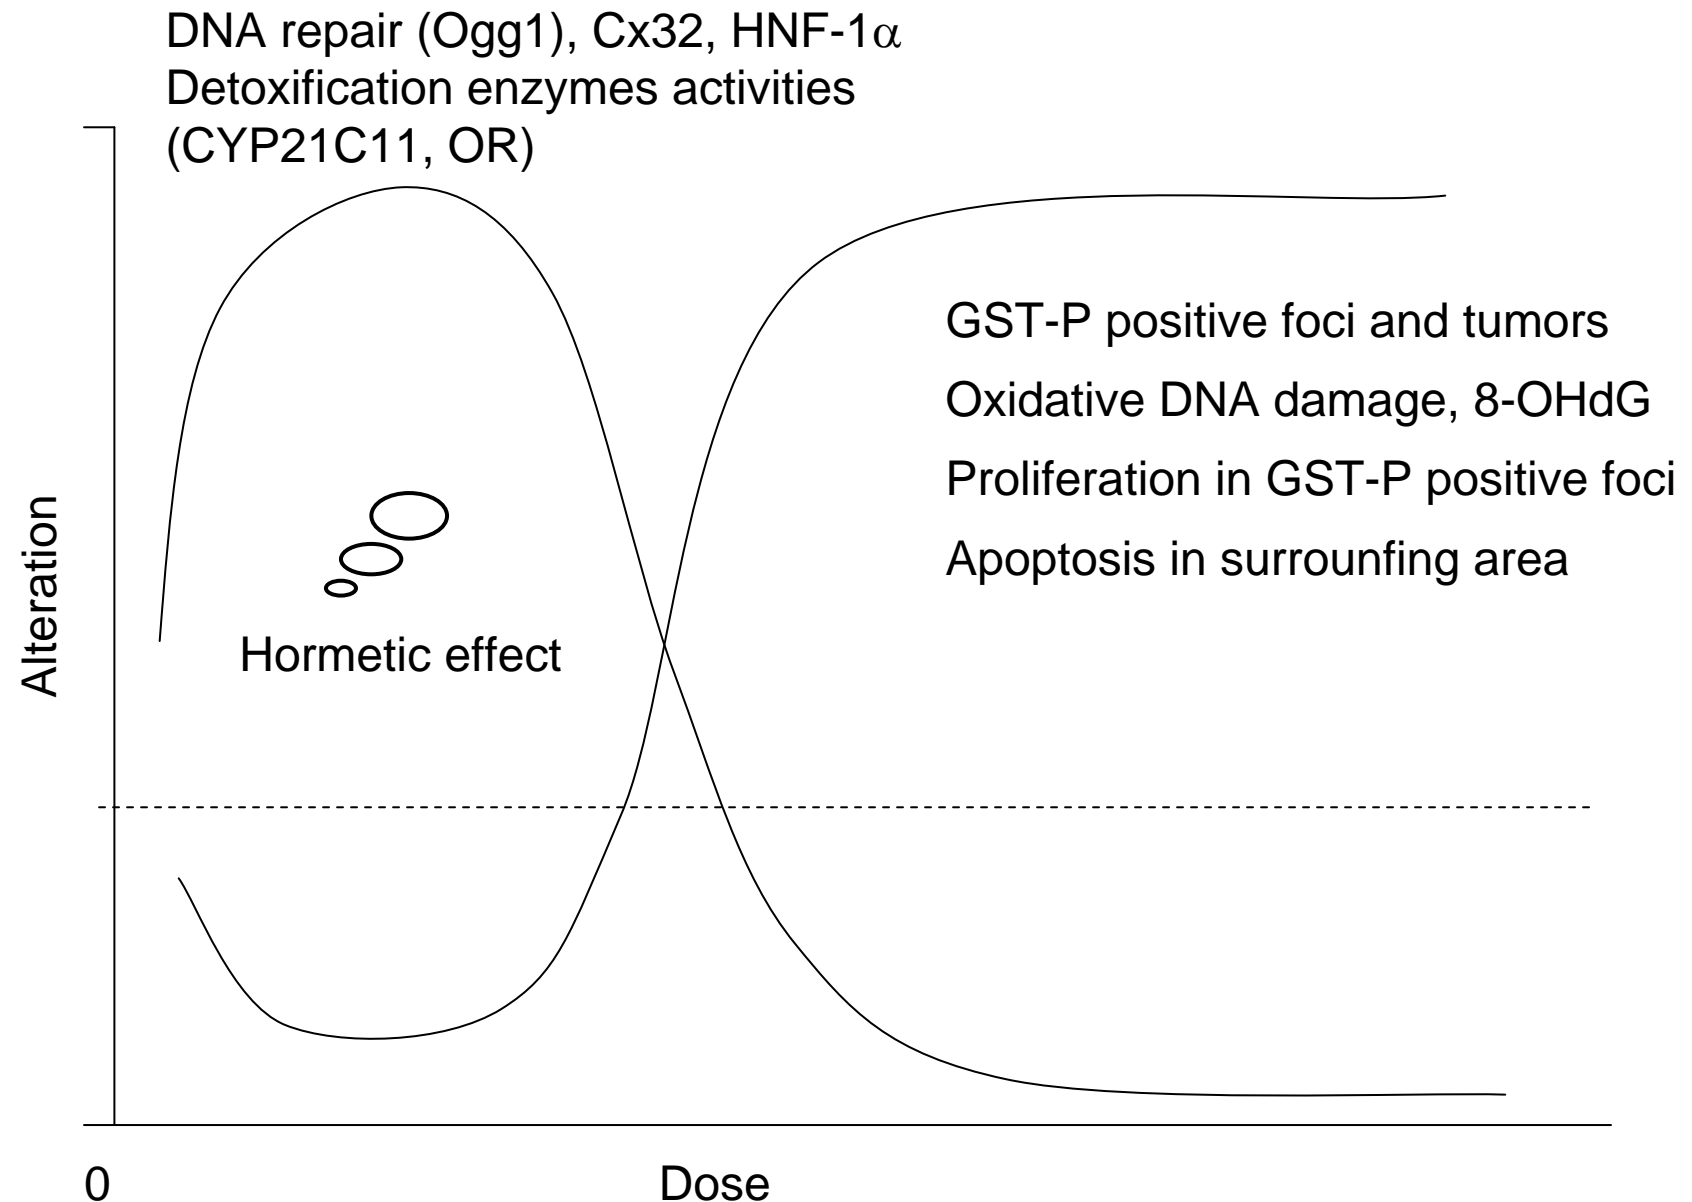 DNA repair (Ogg1), Cx32, HNF-1α
Detoxification enzymes activities
(CYP21C11, OR)
GST-P positive foci and tumors
Oxidative DNA damage, 8-OHdG
Proliferation in GST-P positive foci
Apoptosis in surrounfing area
Alteration
Hormetic effect
0
Dose